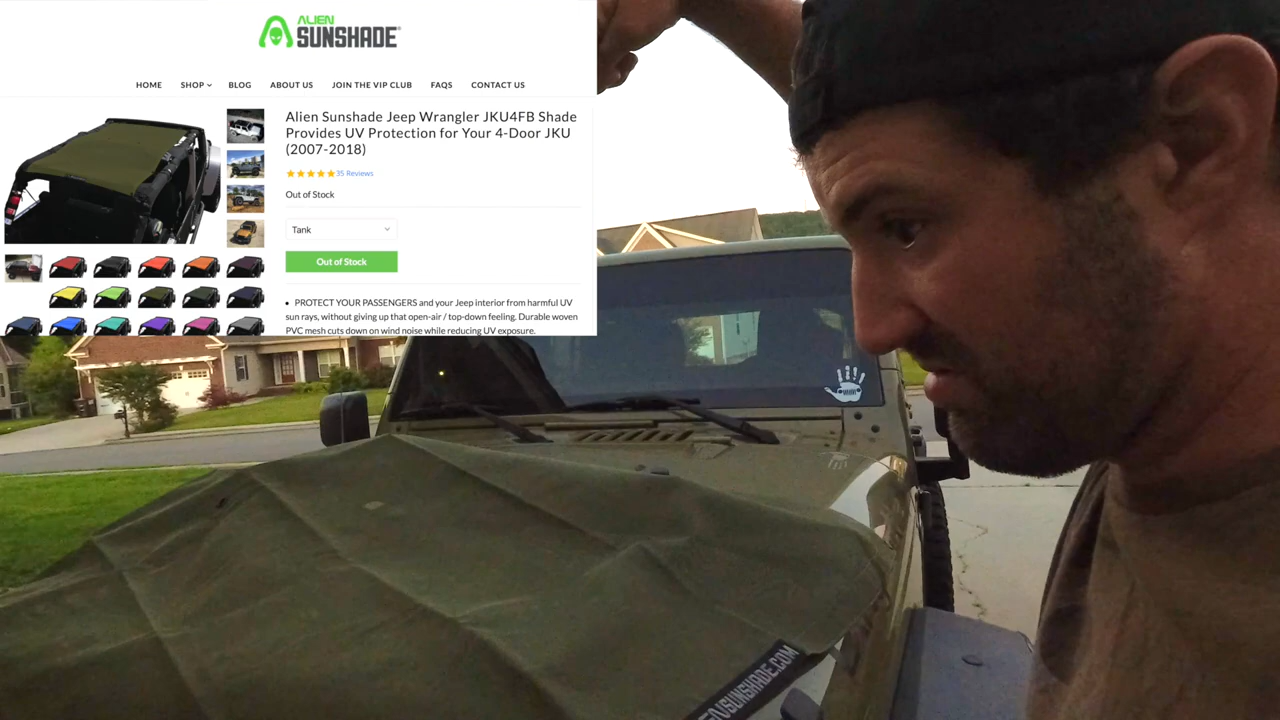 ALIEN
SUNSHADE®
HOME SHOP BLOG ABOUT US JOIN THE VIP CLUB FAQS CONTACT US
Alien Sunshade Jeep Wrangler JKU4FB Shade
Provides UV Protection for Your 4-Door JKU
(2007-2018)
35 Reviews
Out of Stock
Tank
Out of Stock
• PROTECT YOUR PASSENGERS and your Jeep interior from harmful UV
sun rays, without giving up that open-air / top-down feeling. Durable woven
PVC mesh cuts down on wind noise while reducing UV exposure.
ENSUNSHADE.COM